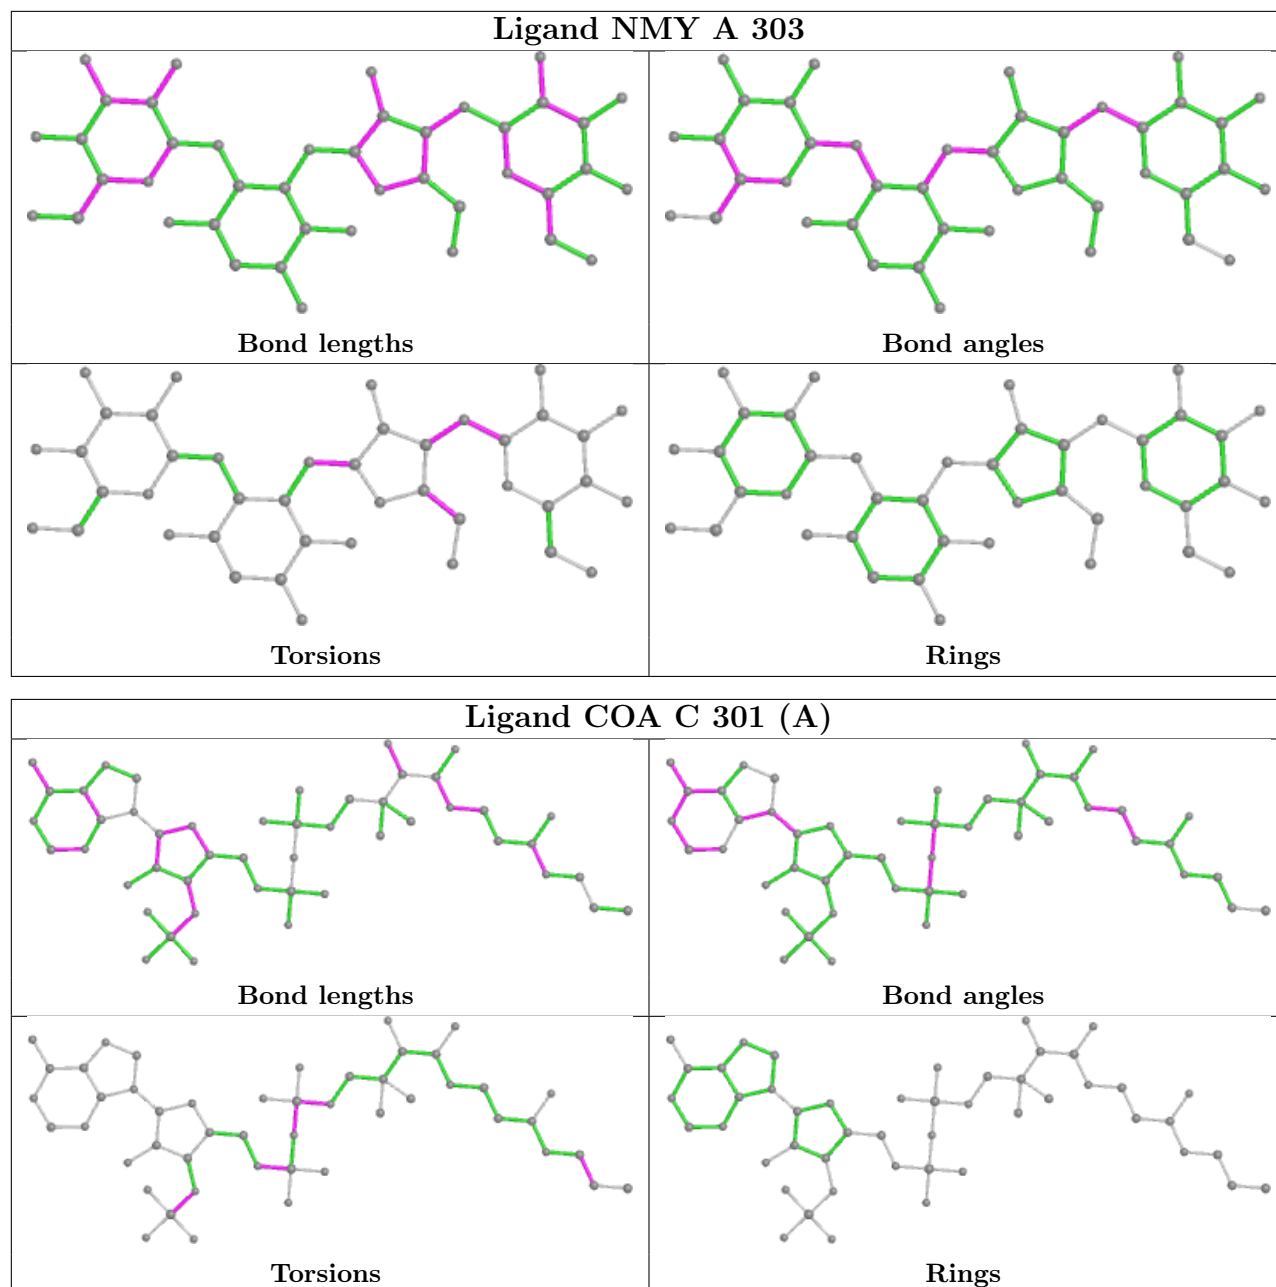 Ligand NMY A 303
Bond lengths
Bond angles
Torsions
Rings
Ligand COA C 301 (A)
Bond lengths
Bond angles
Torsions
Rings